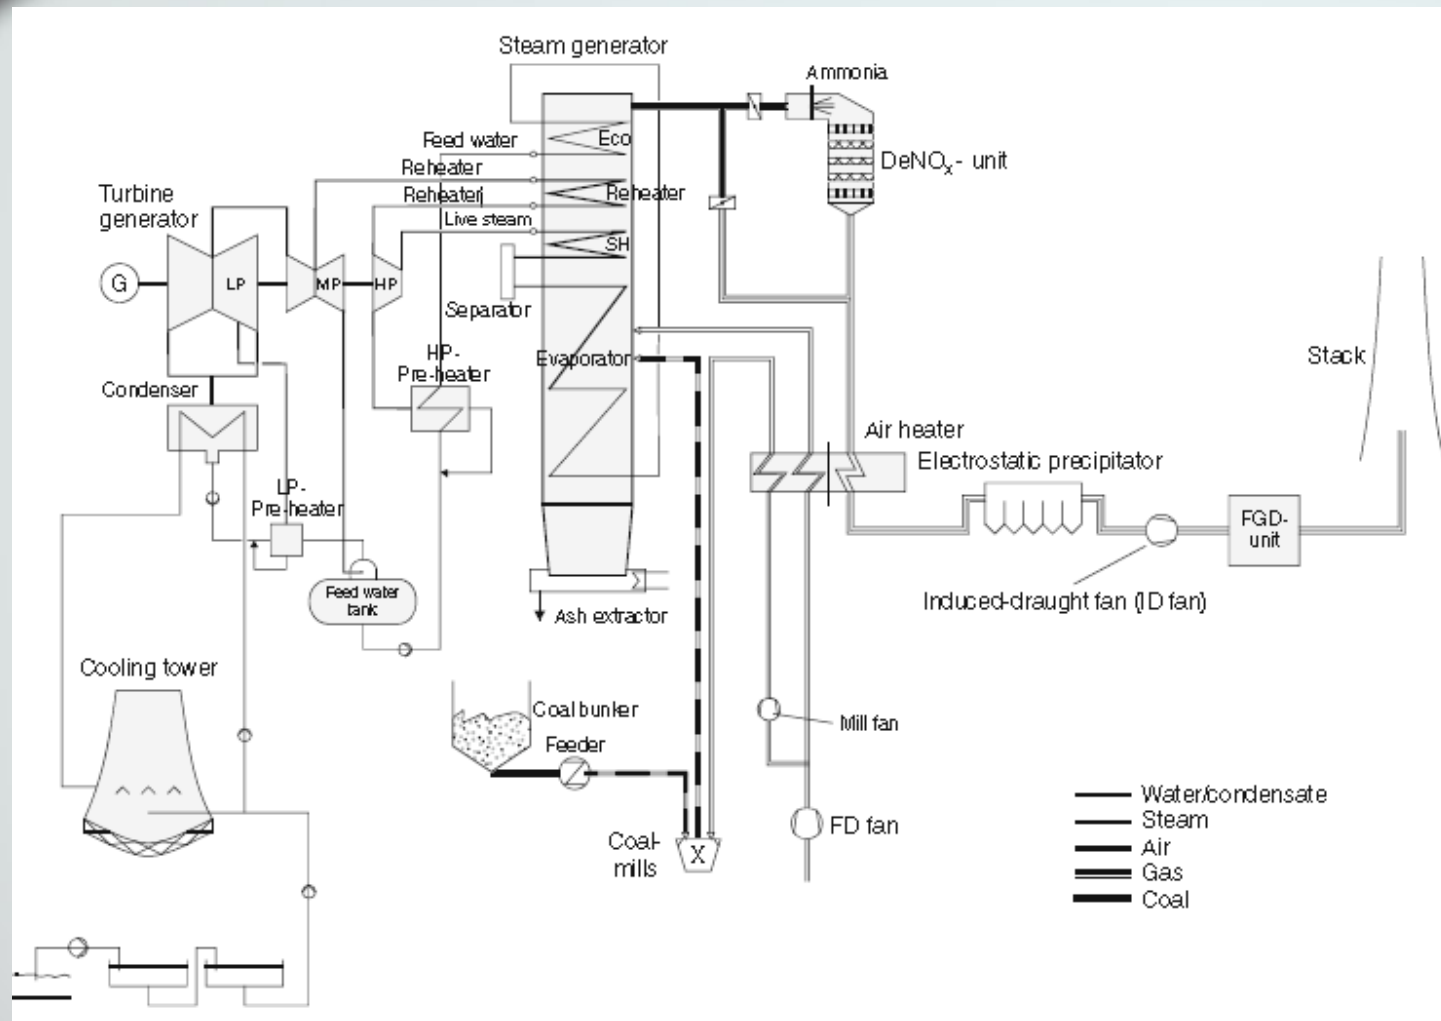 Steam generator
Ammonia
Feed water
Eco
DeNOx- unit
Reheater
Reheater
Reheater
Turbine
generator
Live steam
SH
G
LP
MP
HP
Separator
Evaporator
HP-
Pre-heater
Stack
Condenser
Air heater
Electrostatic precipitator
LP-
Pre-heater
FGD-
unit
Feed water
tank
Induced-draught fan (ID fan)
Ash extractor
Cooling tower
Coal bunker
Mill fan
Feeder
FD fan
Coal-
mills
X
Water/condensate
Steam
Air
Gas
Coal